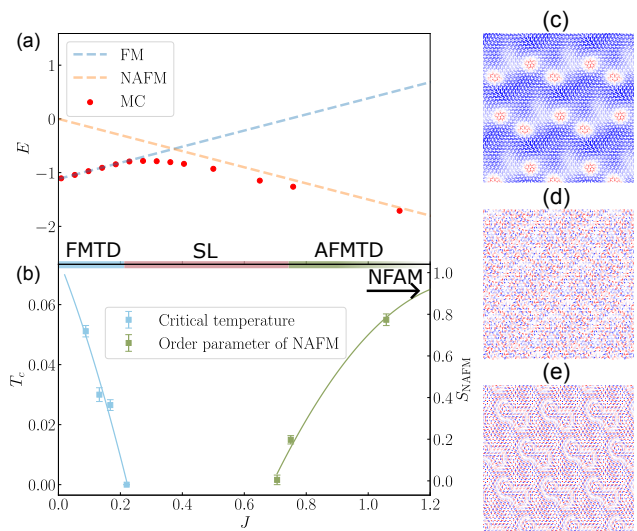 (a)
FM
NAFM
MC
1
0
−1
−2
E
FMTD
SL
AFMTD
NFAM
(b)
Critical temperature
Order parameter of NAFM
0.06
0.04
0.02
0.00
T_c
1.0
0.8
0.6
0.4
0.2
0.0
S_NAFM
0.0 0.2 0.4 0.6 0.8 1.0 1.2
J
(c)
(d)
(e)